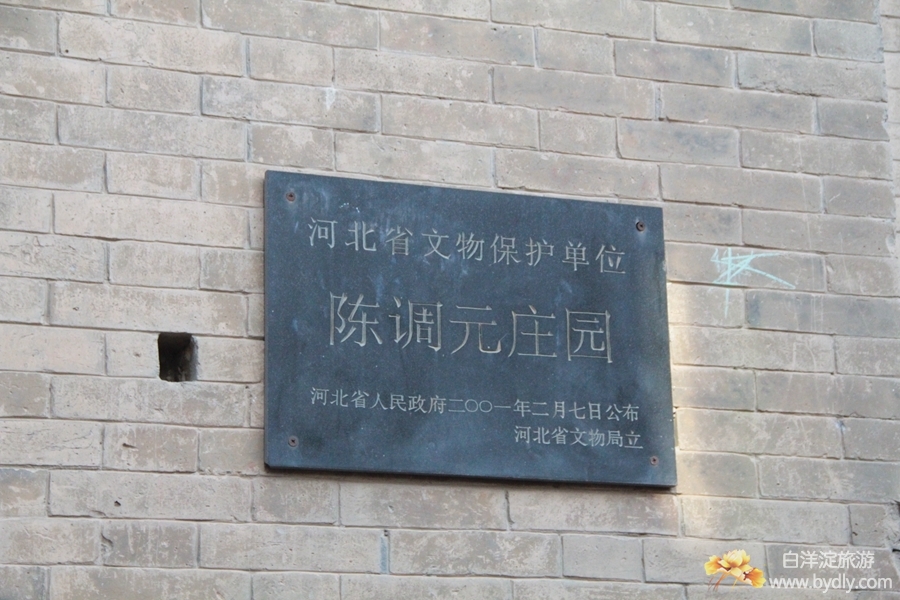 河北省文物保护单位
陈调元庄园
河北省人民政府二〇〇一年二月七日公布
河北省文物局立
白洋淀旅游
www.bydly.com